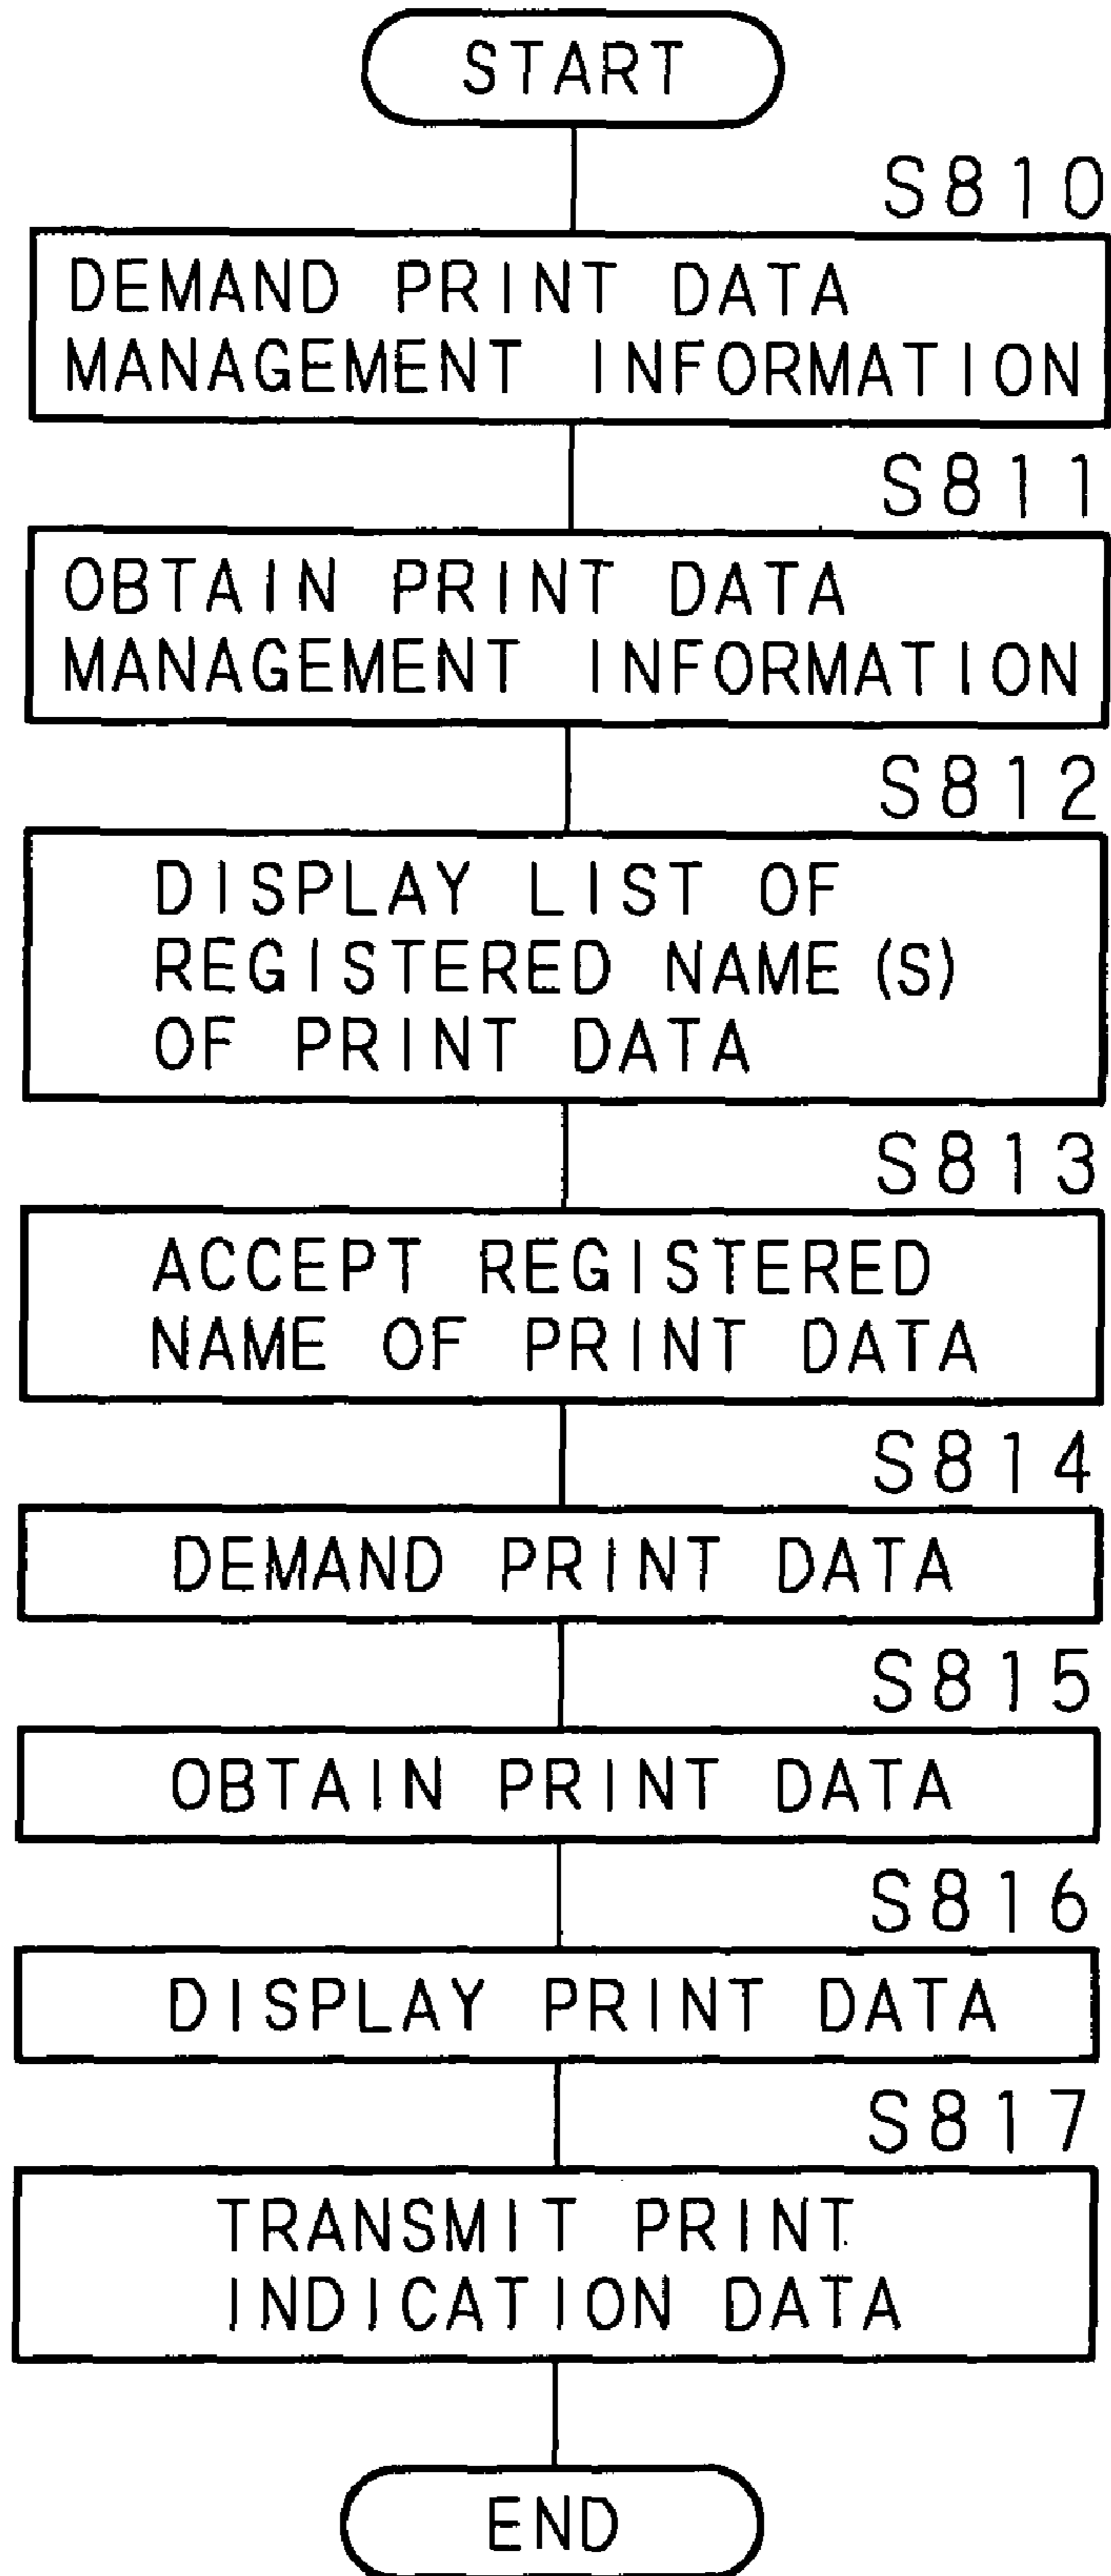 START
S810
DEMAND PRINT DATA
MANAGEMENT INFORMATION
S811
OBTAIN PRINT DATA
MANAGEMENT INFORMATION
S812
DISPLAY LIST OF
REGISTERED NAME(S)
OF PRINT DATA
S813
ACCEPT REGISTERED
NAME OF PRINT DATA
S814
DEMAND PRINT DATA
S815
OBTAIN PRINT DATA
S816
DISPLAY PRINT DATA
S817
TRANSMIT PRINT
INDICATION DATA
END